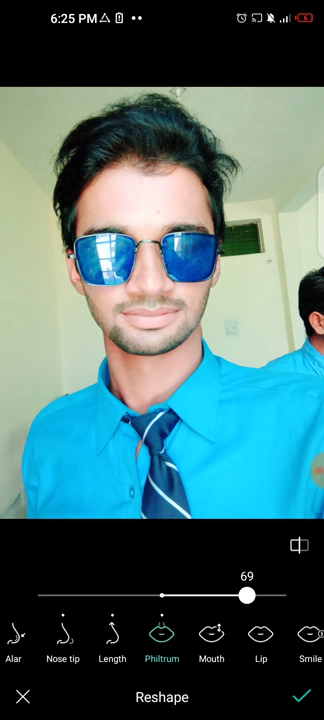 6:25 PM
6
69
Alar
Nose tip
Length
Philtrum
Mouth
Lip
Smile
Reshape